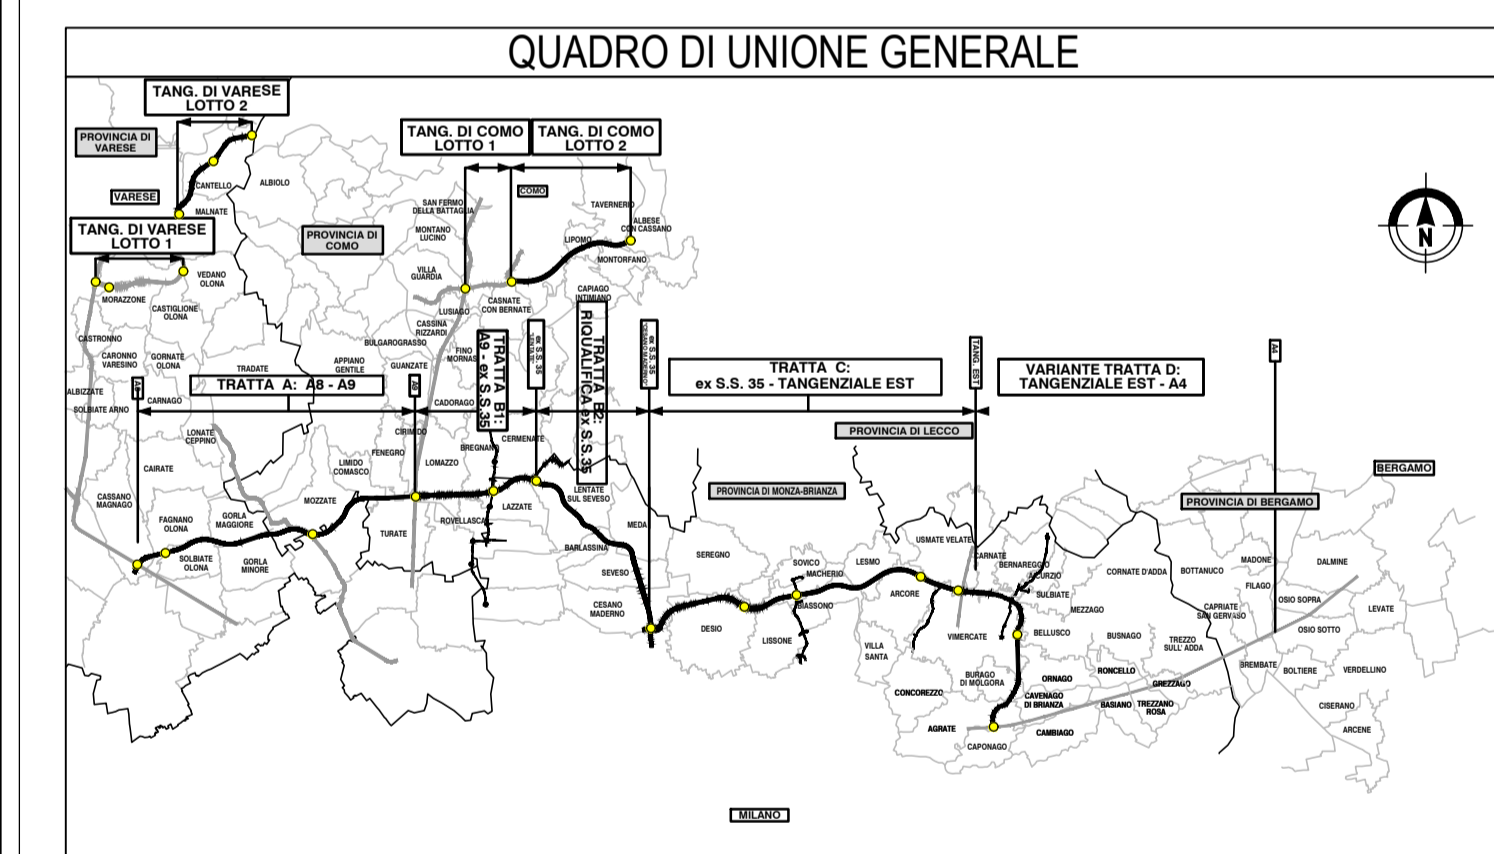 QUADRO DI UNIONE GENERALE
TANG. DI VARESE
LOTTO 2
PROVINCIA DI
VARESE
TANG. DI COMO
LOTTO 1
TANG. DI COMO
LOTTO 2
CANTELLO
ALBIOLO
VARESE
MALNATE
COMO
SAN FERMO
DELLA BATTAGLIA
TAVERNERIO
ALBESE
CON CASSANO
TANG. DI VARESE
LOTTO 1
PROVINCIA DI
COMO
MONTANO
LUCINO
LIPOMO
MONTORFANO
VEDANO
OLONA
VILLA
GUARDIA
MORAZZONE
CASTIGLIONE
OLONA
LUSIAGO
CASNATE
CON BERNATE
CAPIAGO
INTIMIANO
CASSINA
RIZZARDI
BULGAROGRASSO
CASTRONNO
CARONNO
VARESINO
GORNATE
OLONA
TRADATE
APPIANO
GENTILE
GUANZATE
FINO
MORNAS
TRATTA B1:
A9 - ex S.S.35
ex S.S. 35
TRATTA B2:
RIQUALIFICA ex S.S.35
ex S.S. 35
"CESANO MADERNO"
TANG. EST
A4
TRATTA A: A8 - A9
A9
TRATTA C:
ex S.S. 35 - TANGENZIALE EST
VARIANTE TRATTA D:
TANGENZIALE EST - A4
ALBIZZATE
SOLBIATE ARNO
CARNAGO
CADORAGO
LONATE
CEPPINO
CIRIMIDO
FENEGRO
BREGNANO
CERMENATE
PROVINCIA DI LECCO
CAIRATE
LIMIDO
COMASCO
LOMAZZO
BERGAMO
CASSANO
MAGNAGO
MOZZATE
LENTATE
SUL SEVESO
PROVINCIA DI MONZA-BRIANZA
PROVINCIA DI BERGAMO
FAGNANO
OLONA
GORLA
MAGGIORE
TURATE
ROVELLASCA
LAZZATE
MEDA
SOLBIATE
OLONA
GORLA
MINORE
BARLASSINA
SEREGNO
USMATE VELATE
CARNATE
BERNAREGGIO
SEVESO
SOVICO
MACHERIO
LESMO
CORNATE D'ADDA
BOTTANUCO
MADONE
DALMINE
FILAGO
ARCORE
SULBIATE
MEZZAGO
OSIO SOPRA
LEVATE
CESANO
MADERNO
BIASSONO
CAPRIATE
SAN GERVASO
DESIO
LISSONE
VIMERCATE
BELLUSCO
BUSNAGO
TREZZO
SULL' ADDA
OSIO SOTTO
VILLA
SANTA
BURAGO
DI MOLGORA
ORNAGO
RONCELLO
GREZZAGO
BREMBATE
BOLTIERE
VERDELLINO
CONCOREZZO
CAVENAGO
DI BRIANZA
BASIANO
TREZZANO
ROSA
CISERANO
AGRATE
CAMBIAGO
ARCENE
CAPONAGO
MILANO
N